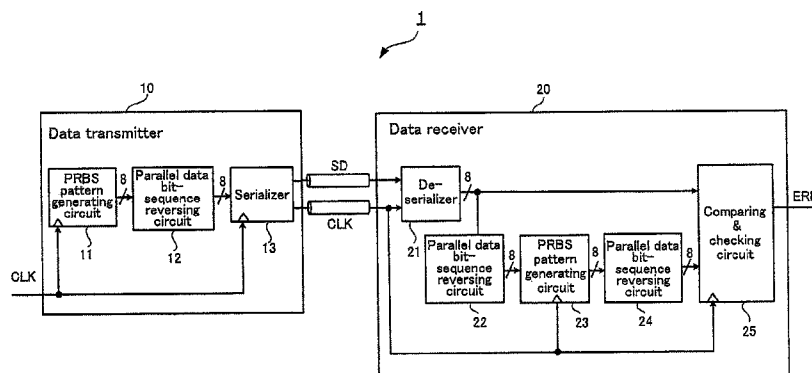 1
10
Data transmitter
PRBS
pattern
generating
circuit
8
11
Parallel data
bit-
sequence
reversing
circuit
8
12
Serializer
13
CLK
SD
CLK
20
Data receiver
De-
serializer
8
21
Parallel data
bit-
sequence
reversing
circuit
8
22
PRBS
pattern
generating
circuit
8
23
Parallel data
bit-
sequence
reversing
circuit
8
24
Comparing
&
checking
circuit
25